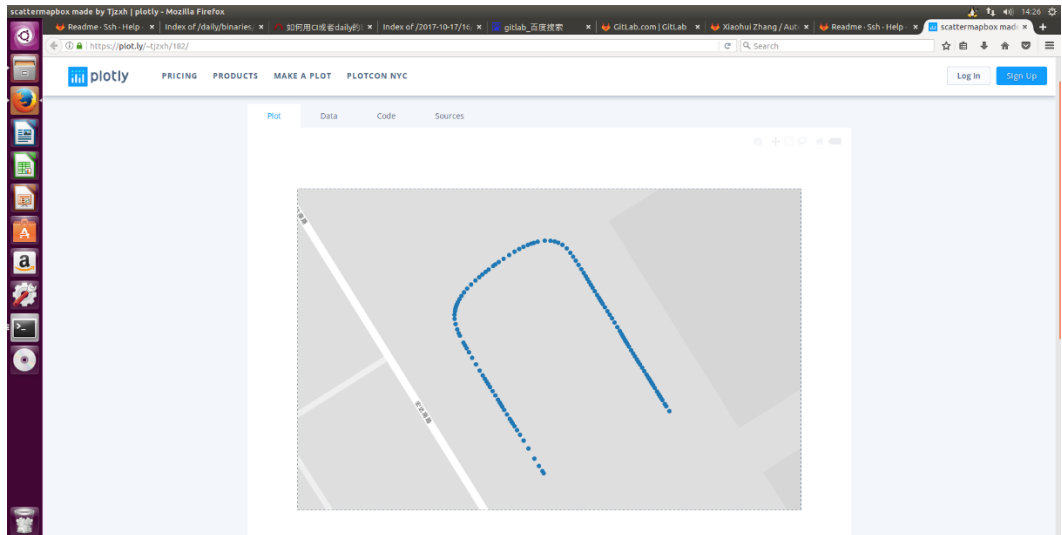 scattermapbox made by Tjzxh | plotly - Mozilla Firefox
14:26
Readme · Ssh · Help ·
Index of /daily/binaries
如何用CI或者daily的
Index of /2017-10-17/16
gitlab_百度搜索
GitLab.com | GitLab
Xiaohui Zhang / Aut
Readme · Ssh · Help ·
scattermapbox mad
https://plot.ly/~tjzxh/182/
Search
plotly
PRICING
PRODUCTS
MAKE A PLOT
PLOTCON NYC
Log In
Sign Up
Plot
Data
Code
Sources